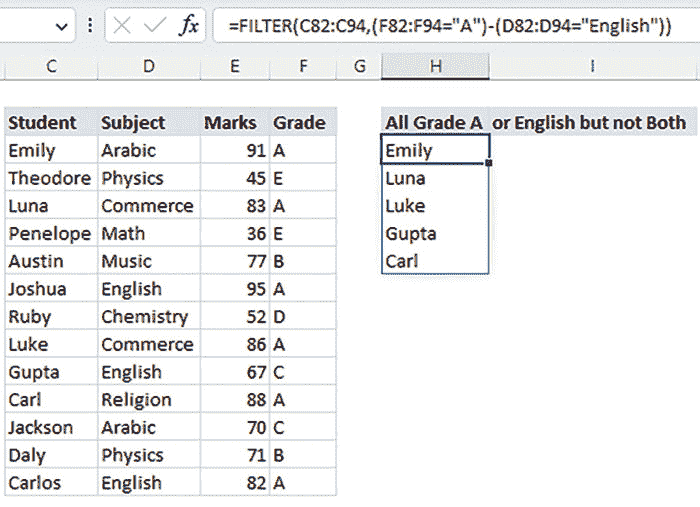 fx =FILTER(C82:C94,(F82:F94="A")-(D82:D94="English"))
C D E F G H I
Student Subject Marks Grade All Grade A or English but not Both
Emily Arabic 91 A Emily
Theodore Physics 45 E Luna
Luna Commerce 83 A Luke
Penelope Math 36 E Gupta
Austin Music 77 B Carl
Joshua English 95 A
Ruby Chemistry 52 D
Luke Commerce 86 A
Gupta English 67 C
Carl Religion 88 A
Jackson Arabic 70 C
Daly Physics 71 B
Carlos English 82 A